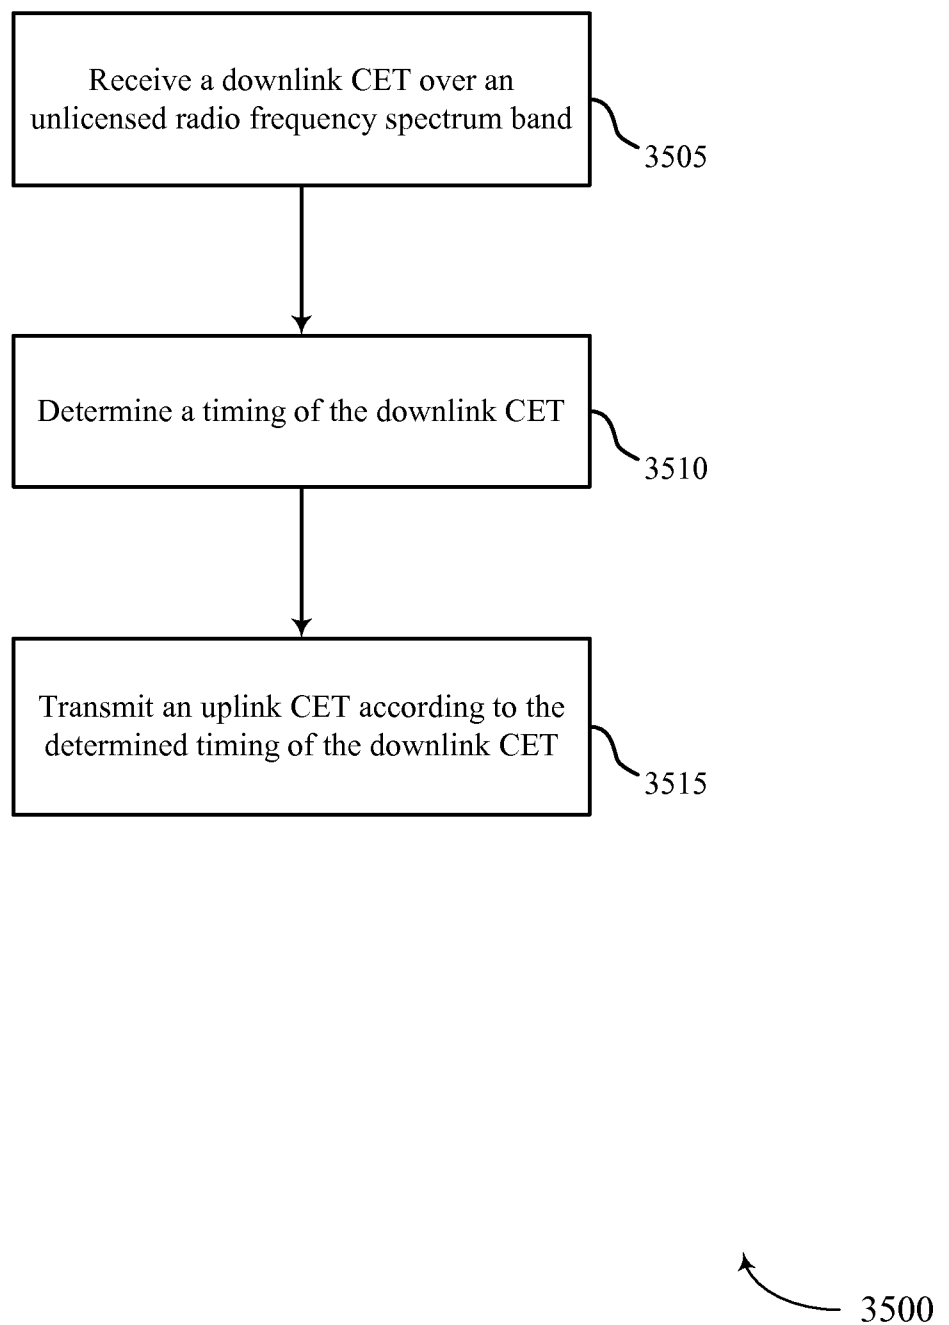 Receive a downlink CET over an
unlicensed radio frequency spectrum band
3505
Determine a timing of the downlink CET
3510
Transmit an uplink CET according to the
determined timing of the downlink CET
3515
3500